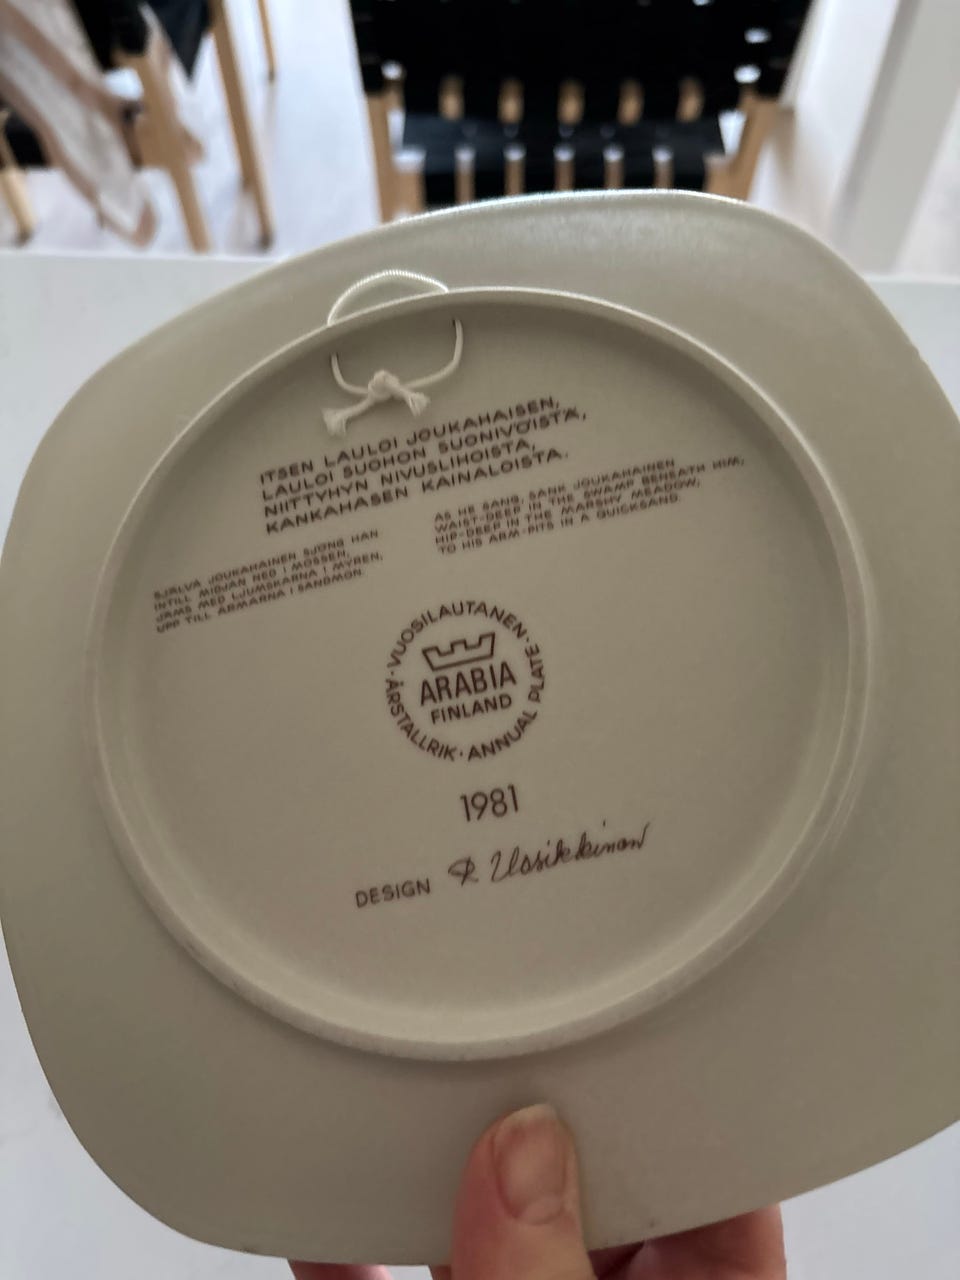 ITSEN LAULOI JOUKAHAISEN,
LAULOI SUOHON SUONIVÖISTÄ,
NIITTYHYN NIVUSLIHOISTA,
KANKAHASEN KAINALOISTA.
SJÄLVA JOUKAHAINEN SJÖNG HAN
INTILL MIDJAN NED I MOSSEN,
JÄMS MED LJUMSKARNA I MYREN,
UPP TILL ARMARNA I SANDMON.
AS HE SANG, SANK JOUKAHAINEN
WAIST-DEEP IN THE SWAMP BENEATH HIM,
HIP-DEEP IN THE MARSHY MEADOW,
TO HIS ARM-PITS IN A QUICKSAND.
· VUOSILAUTANEN · ANNUAL PLATE · ÅRSTALLRIK
ARABIA
FINLAND
1981
DESIGN R Uosikkinen